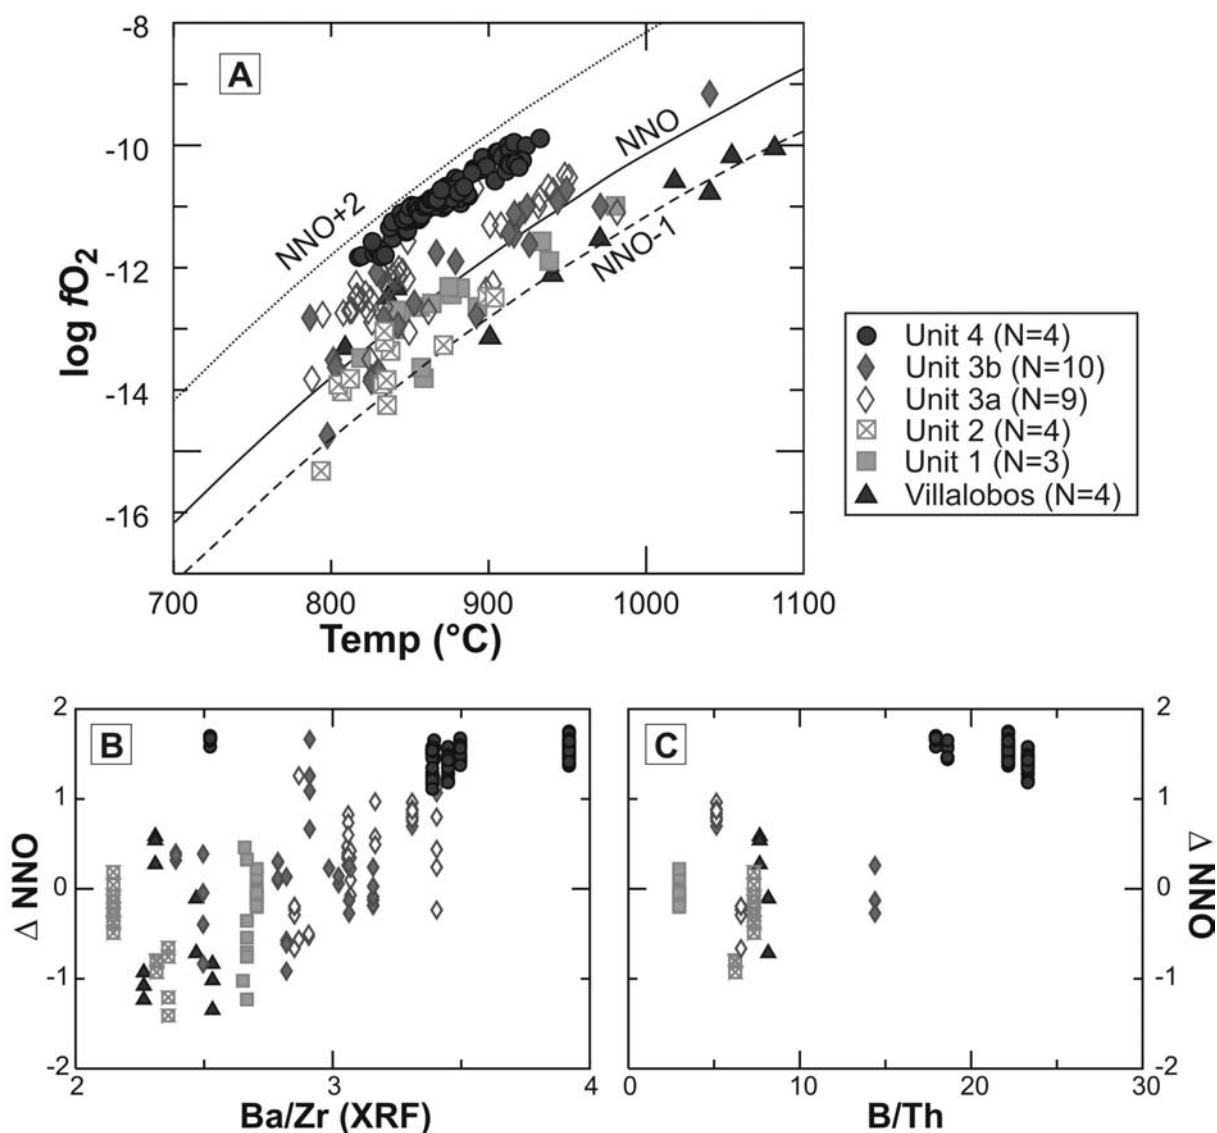 -8
A
-10
NNO
NNO+2
-12
NNO-1
log fO2
-14
-16
700
800
900
1000
1100
Temp (°C)
Unit 4 (N=4)
Unit 3b (N=10)
Unit 3a (N=9)
Unit 2 (N=4)
Unit 1 (N=3)
Villalobos (N=4)
2
B
1
Δ NNO
0
-1
-2
2
3
4
Ba/Zr (XRF)
C
2
1
0
-1
-2
Δ NNO
0
10
20
30
B/Th